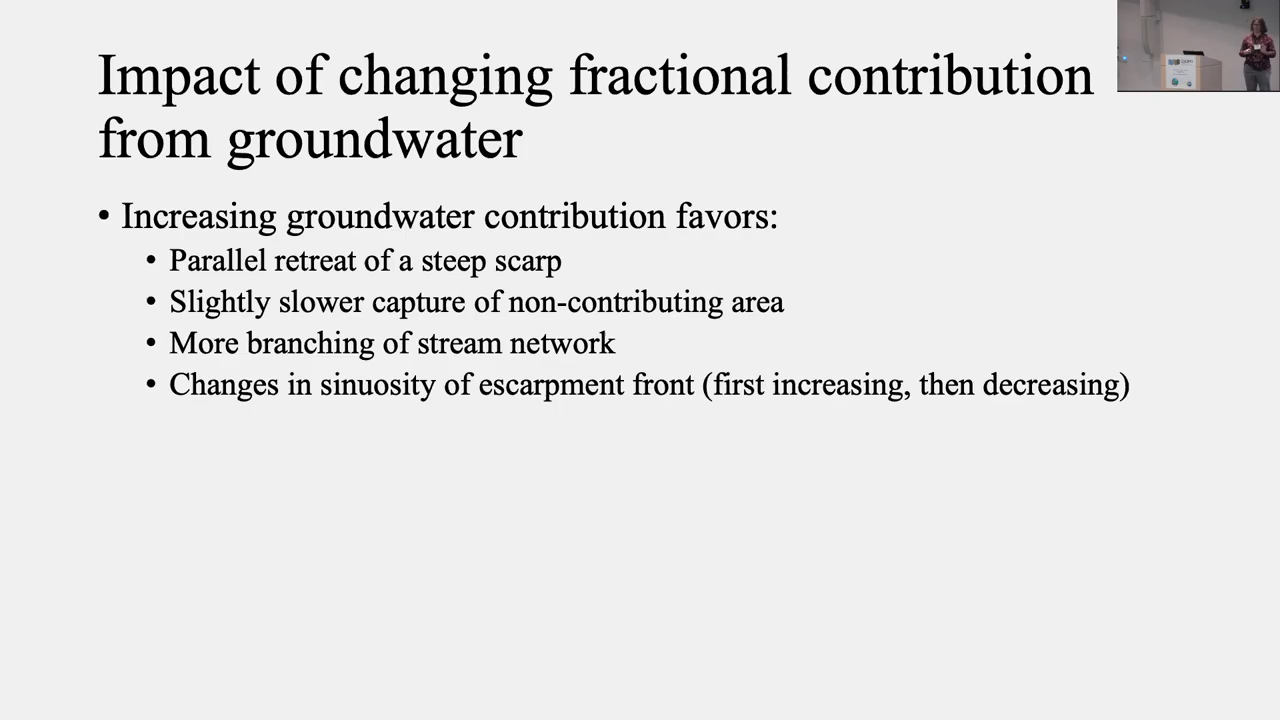 Impact of changing fractional contribution
from groundwater
• Increasing groundwater contribution favors:
• Parallel retreat of a steep scarp
• Slightly slower capture of non-contributing area
• More branching of stream network
• Changes in sinuosity of escarpment front (first increasing, then decreasing)